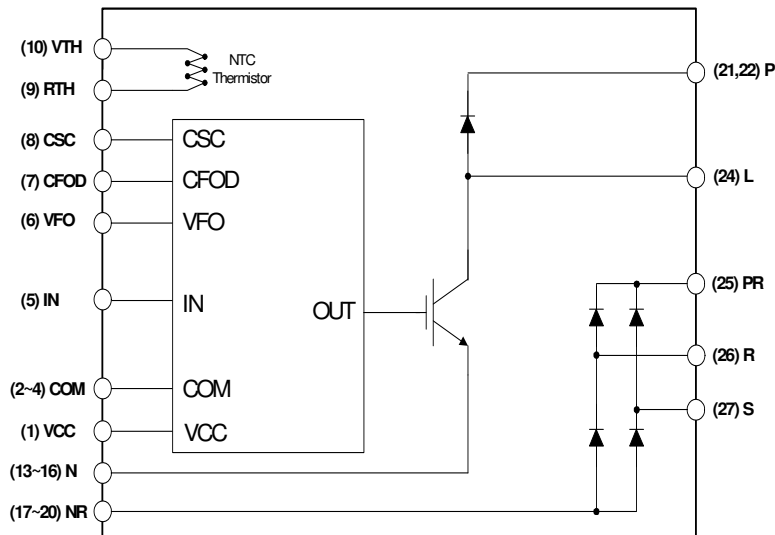 (10) VTH
NTC
Thermistor
(9) RTH
(21,22) P
(8) CSC
CSC
(7) CFOD
CFOD
(24) L
(6) VFO
VFO
(5) IN
IN
OUT
(25) PR
(26) R
(2~4) COM
COM
(27) S
(1) VCC
VCC
(13~16) N
(17~20) NR